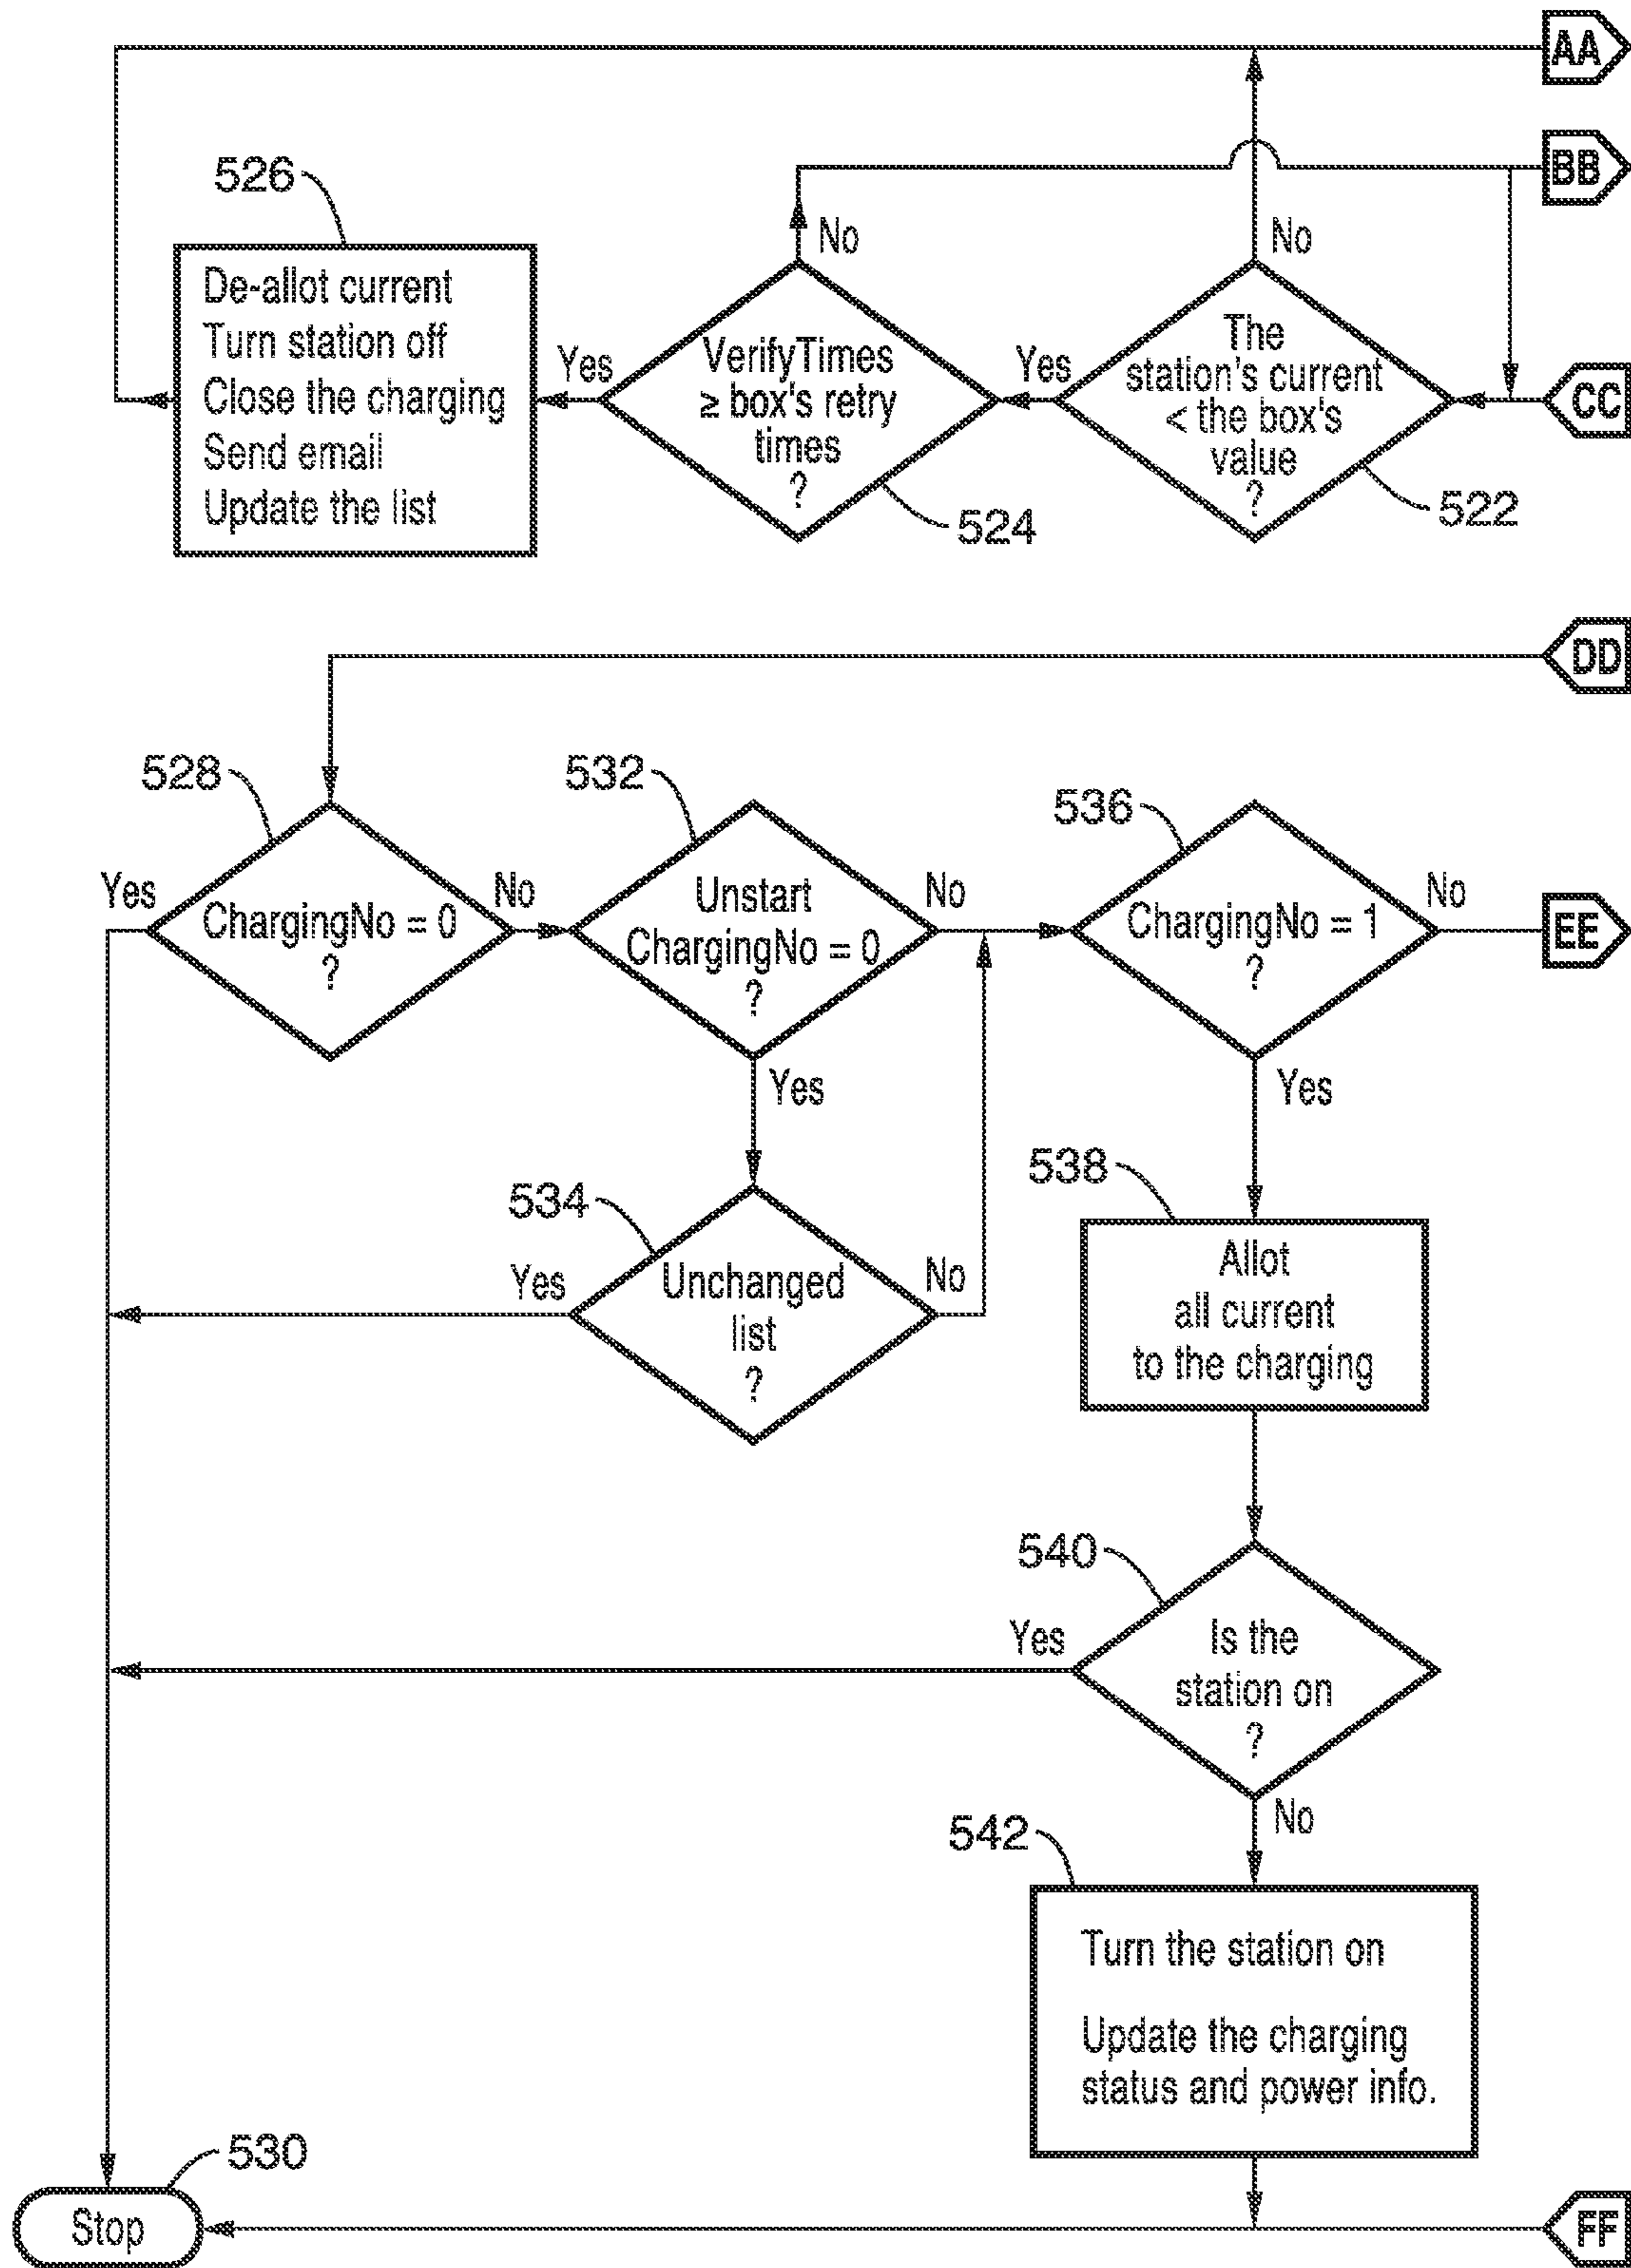 AA
BB
526
No
No
De-allot current
Turn station off
Close the charging
Send email
Update the list
Yes
VerifyTimes
≥ box's retry
times
?
Yes
The
station's current
< the box's
value
?
CC
524
522
DD
528
532
536
Yes
ChargingNo = 0
?
No
Unstart
ChargingNo = 0
?
No
ChargingNo = 1
?
No
EE
Yes
Yes
534
538
Yes
Unchanged
list
?
No
Allot
all current
to the charging
540
Yes
Is the
station on
?
No
542
Turn the station on
Update the charging
status and power info.
530
Stop
FF